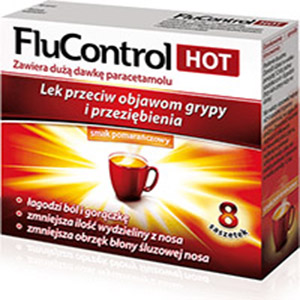 FluControl HOT
Zawiera dużą dawkę paracetamolu
Lek przeciw objawom grypy
i przeziębienia
smak pomarańczowy
łagodzi ból i gorączkę
zmniejsza ilość wydzieliny z nosa
zmniejsza obrzęk błony śluzowej nosa
8
saszetek